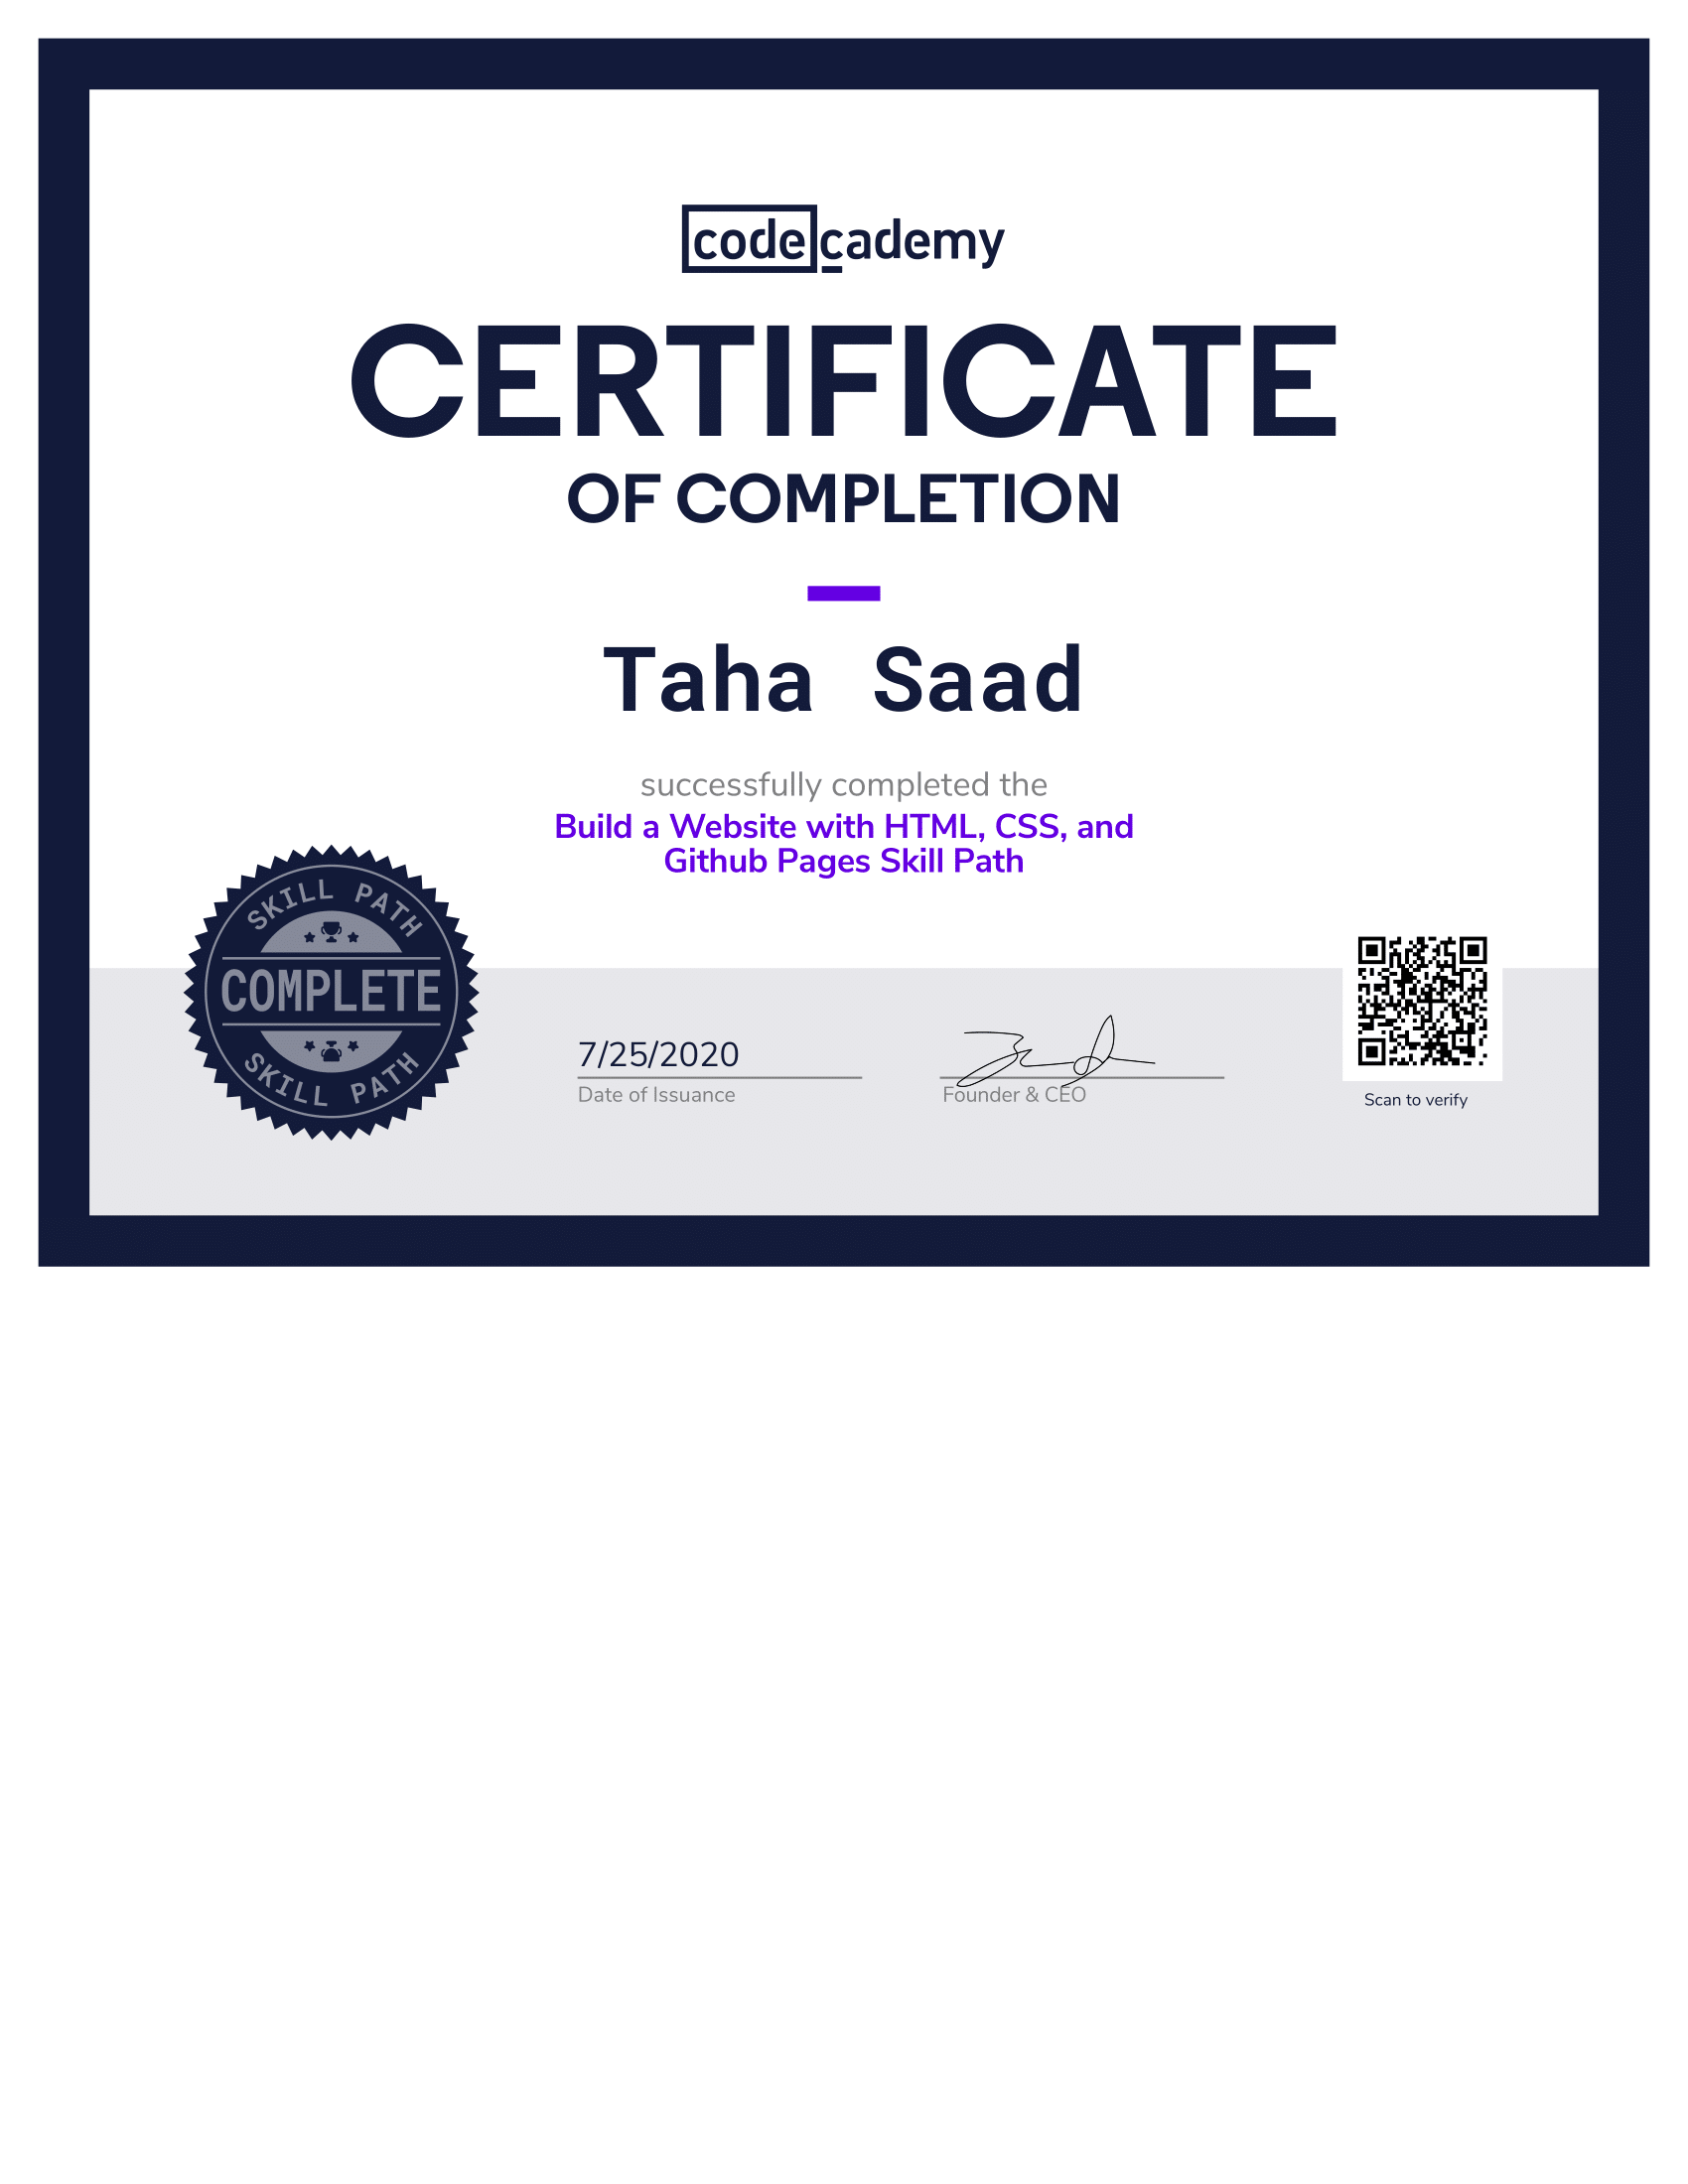 codecademy
CERTIFICATE
OF COMPLETION
Taha Saad
successfully completed the
Build a Website with HTML, CSS, and
Github Pages Skill Path
SKILL PATH
COMPLETE
SKILL PATH
7/25/2020
Date of Issuance
Founder & CEO
Scan to verify